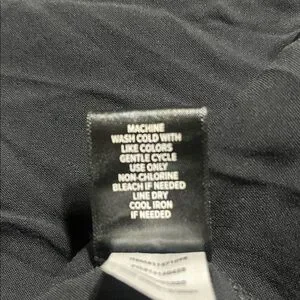 MACHINE
WASH COLD WITH
LIKE COLORS
GENTLE CYCLE
USE ONLY
NON-CHLORINE
BLEACH IF NEEDED
LINE DRY
COOL IRON
IF NEEDED